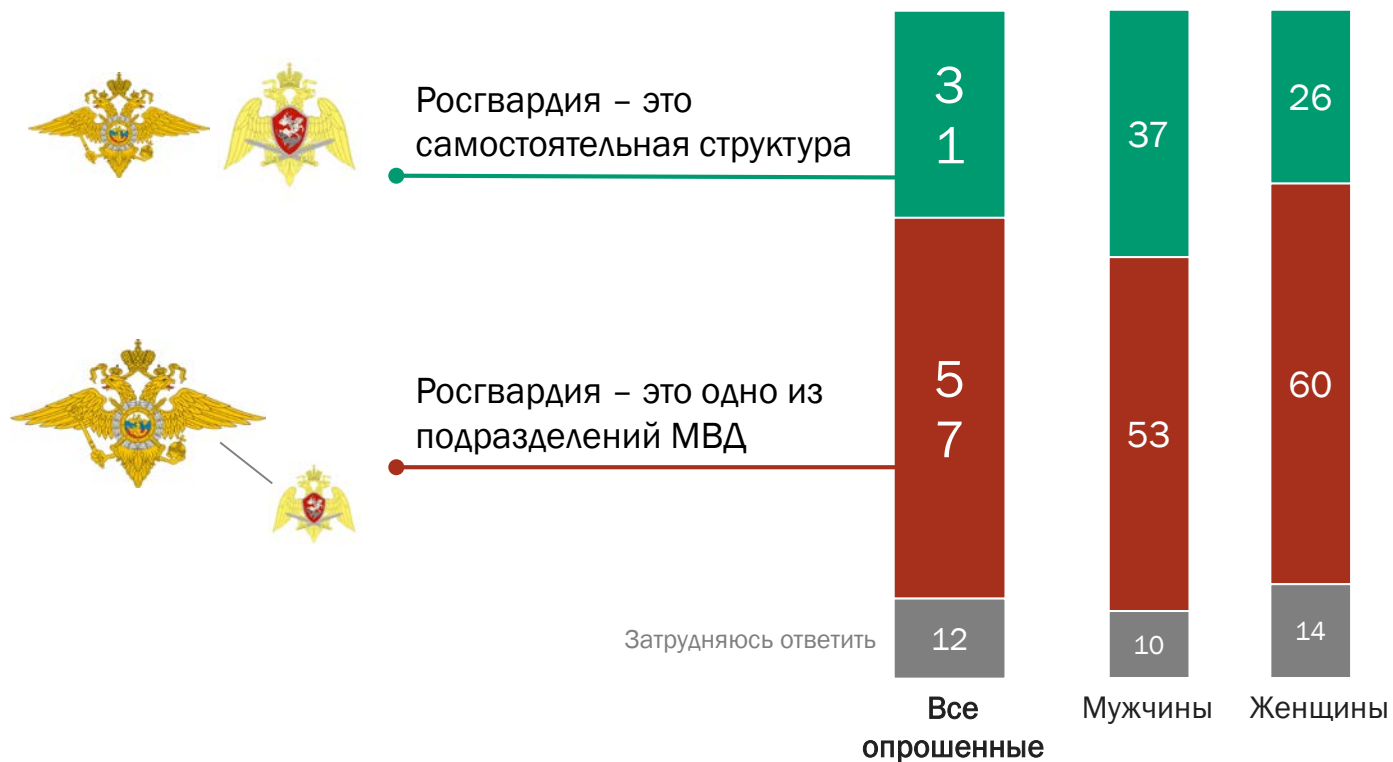 Росгвардия – это
самостоятельная структура
3
1
37
26
Росгвардия – это одно из
подразделений МВД
5
7
53
60
Затрудняюсь ответить
12
10
14
Все
опрошенные
Мужчины
Женщины